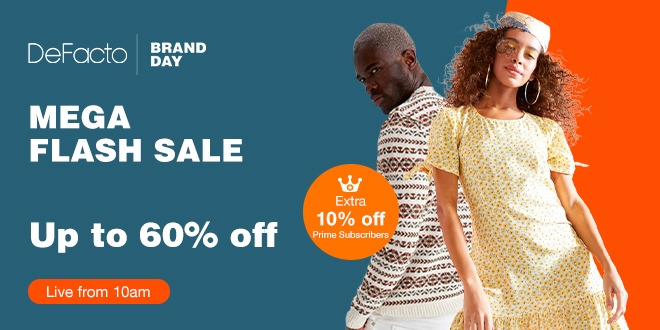 DeFacto
BRAND
DAY
MEGA
FLASH SALE
Up to 60% off
Live from 10am
Extra
10% off
Prime Subscribers